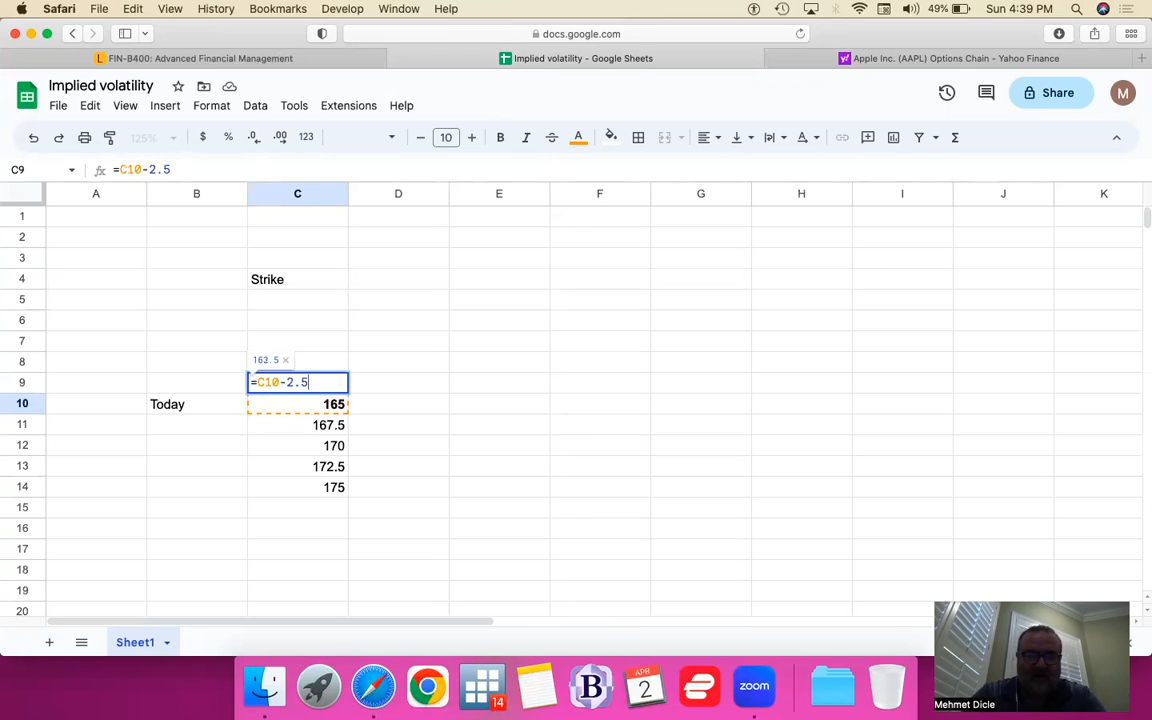 Safari File Edit View History Bookmarks Develop Window Help 49% Sun 4:39 PM
docs.google.com
FIN-B400: Advanced Financial Management Implied volatility - Google Sheets Apple Inc. (AAPL) Options Chain - Yahoo Finance
Implied volatility
Share M
File Edit View Insert Format Data Tools Extensions Help
125% $ % .0 .00 123 10 B I A Σ
C9 fx =C10-2.5
A B C D E F G H I J K
1
2
3
4 Strike
5
6
7
8 162.5 ×
9 =C10-2.5
10 Today 165
11 167.5
12 170
13 172.5
14 175
15
16
17
18
19
20
Sheet1
Mehmet Dicle
14 B APR 2 zoom